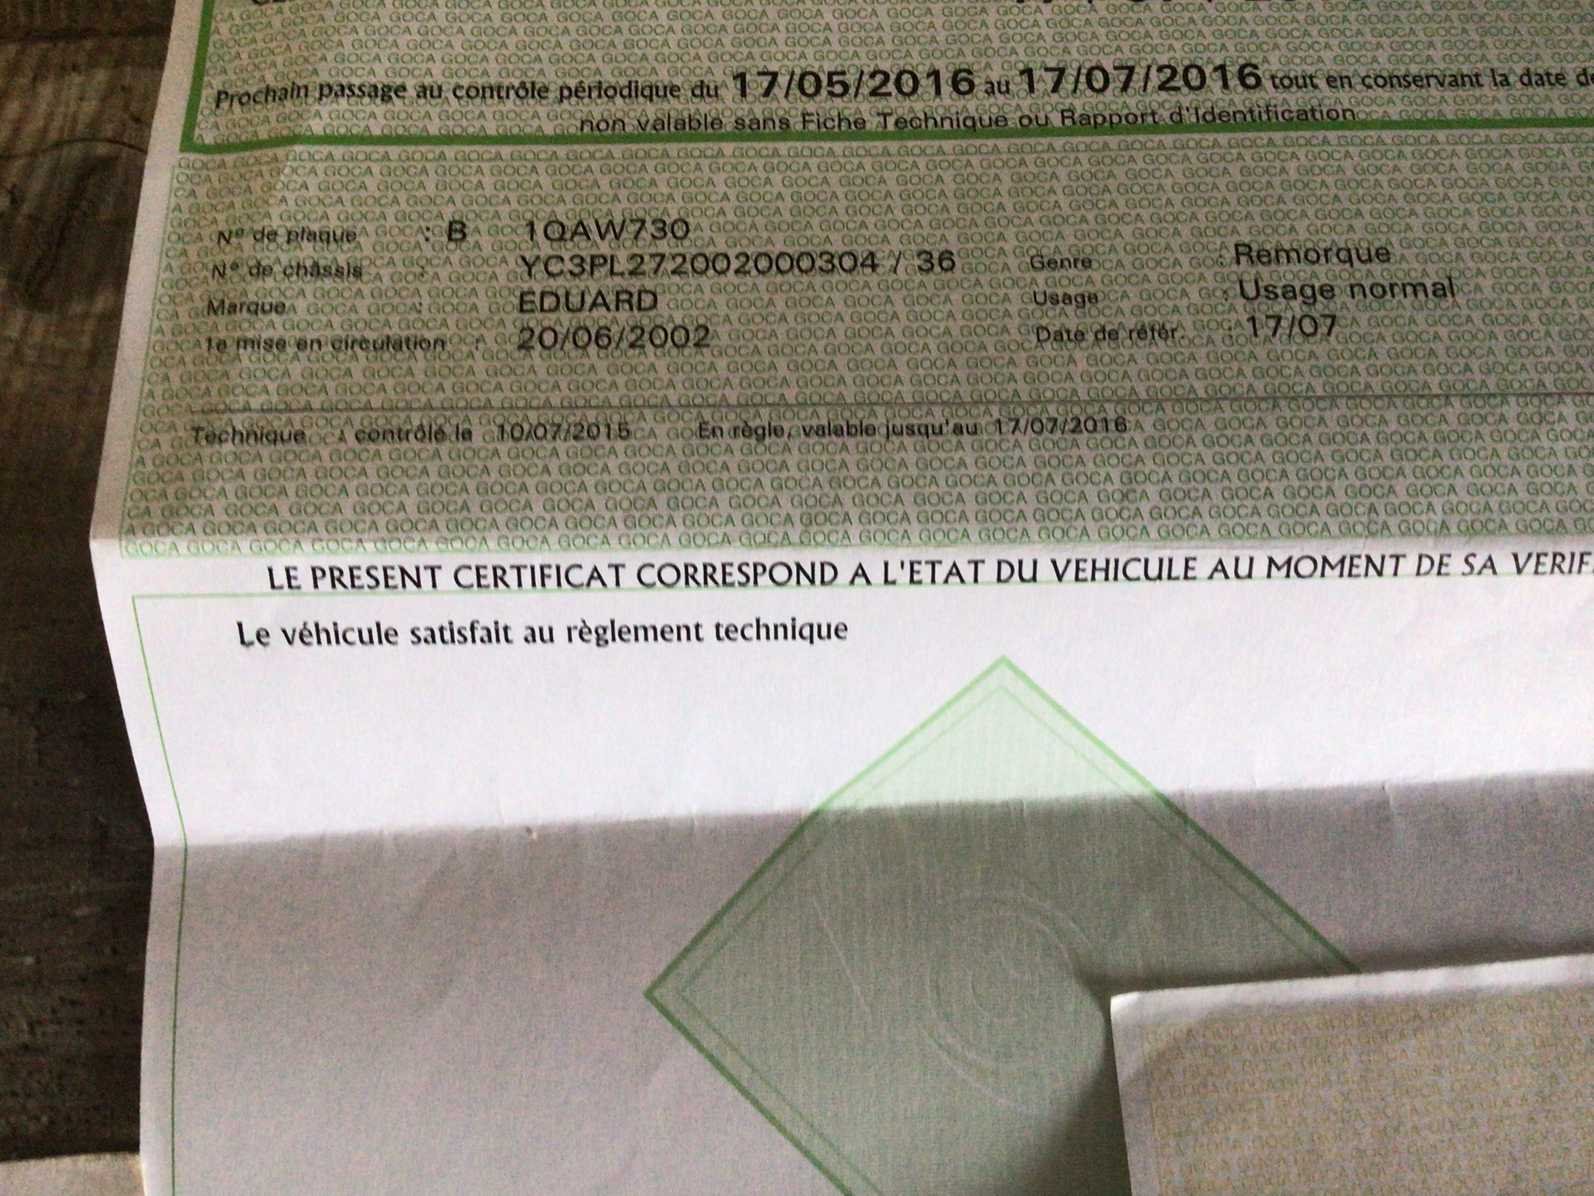 Prochain passage au contrôle périodique du 17/05/2016 au 17/07/2016 tout en conservant la date
non valable sans Fiche Technique ou Rapport d'Identification
N° de plaque : B 1QAW730
N° de châssis : YC3PL272002000304 / 36 Genre : Remorque
Marque : EDUARD Usage : Usage normal
1e mise en circulation : 20/06/2002 Date de référ. : 17/07
Technique contrôlé le 10/07/2015 En règle, valable jusqu'au 17/07/2016
LE PRESENT CERTIFICAT CORRESPOND A L'ETAT DU VEHICULE AU MOMENT DE SA VERIF
Le véhicule satisfait au règlement technique